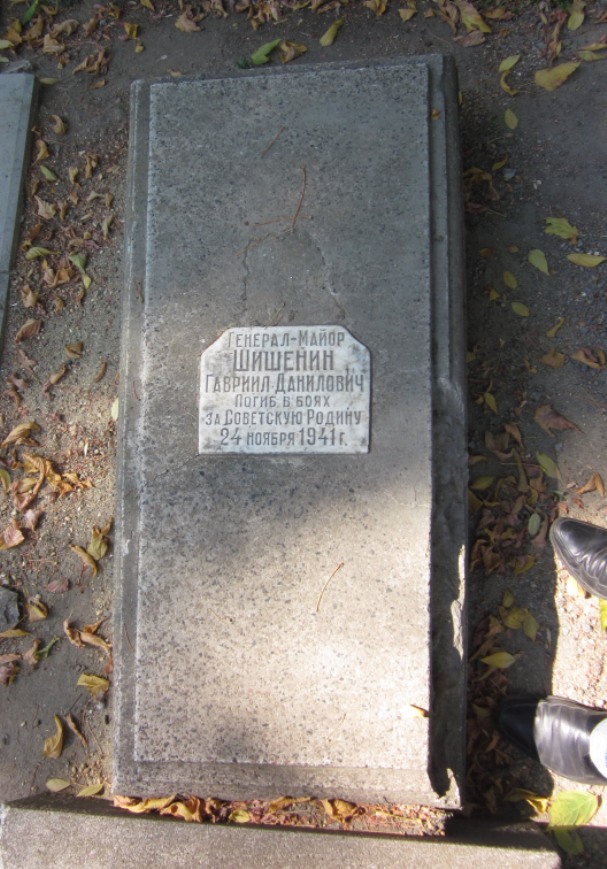 Генерал-Майор
ШИШЕНИН
Гавриил Данилович
Погиб в боях
за Советскую Родину
24 ноября 1941 г.